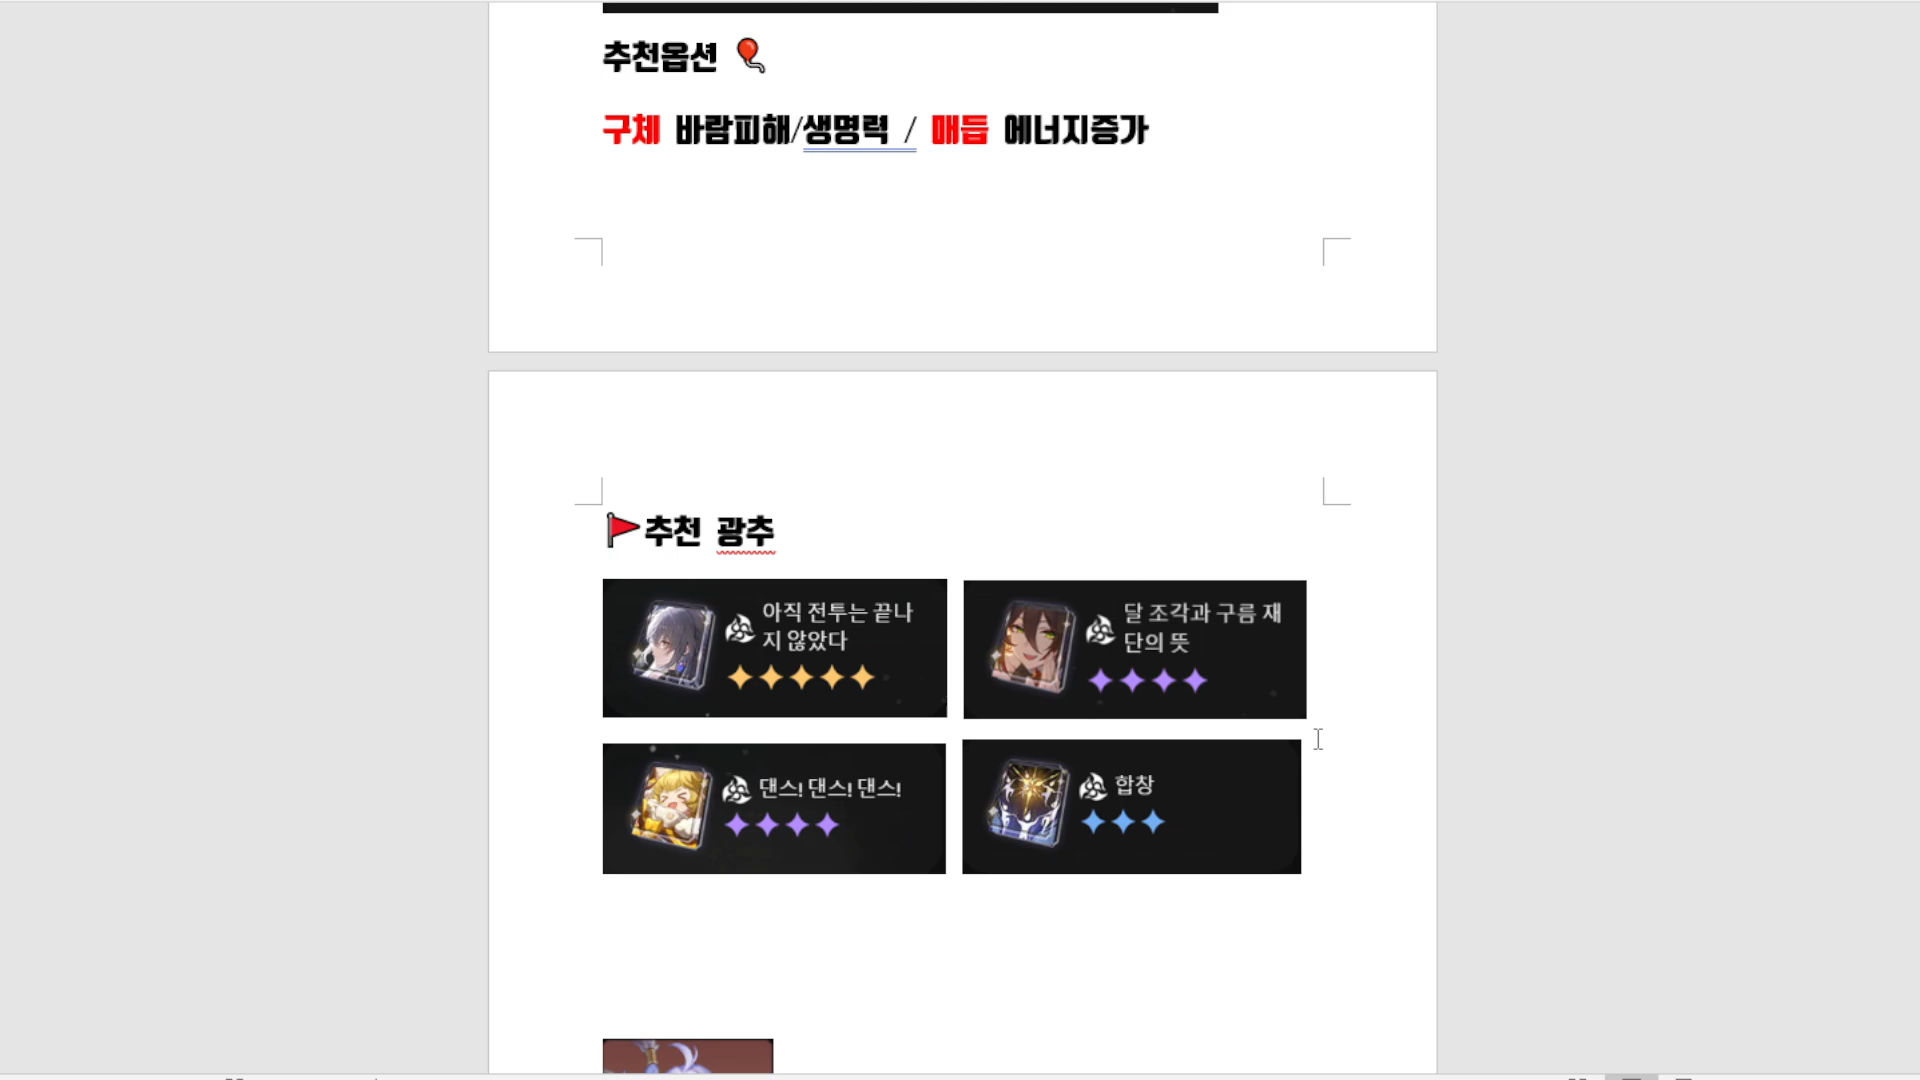 추천옵션
구체 바람피해/생명력 / 매듭 에너지증가
추천 광추
아직 전투는 끝나
지 않았다
달 조각과 구름 재
단의 뜻
댄스! 댄스! 댄스!
합창